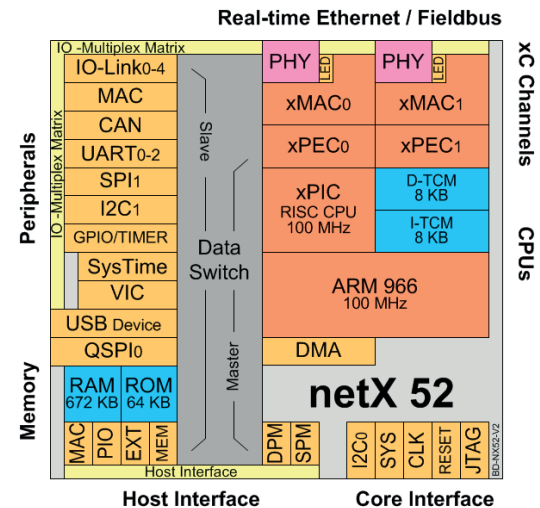 Real-time Ethernet / Fieldbus
IO -Multiplex Matrix
IO-Link0-4
MAC
CAN
UART0-2
SPI1
I2C1
GPIO/TIMER
SysTime
VIC
USB Device
QSPI0
RAM
672 KB
ROM
64 KB
MAC
PIO
EXT
MEM
Host Interface
IO -Multiplex Matrix
Peripherals
Memory
Slave
Data
Switch
Master
PHY
LED
PHY
LED
xMAC0
xMAC1
xPEC0
xPEC1
xPIC
RISC CPU
100 MHz
D-TCM
8 KB
I-TCM
8 KB
ARM 966
100 MHz
DMA
netX 52
DPM
SPM
I2C0
SYS
CLK
RESET
JTAG
BD-NX52-V2
xC Channels
CPUs
Host Interface
Core Interface